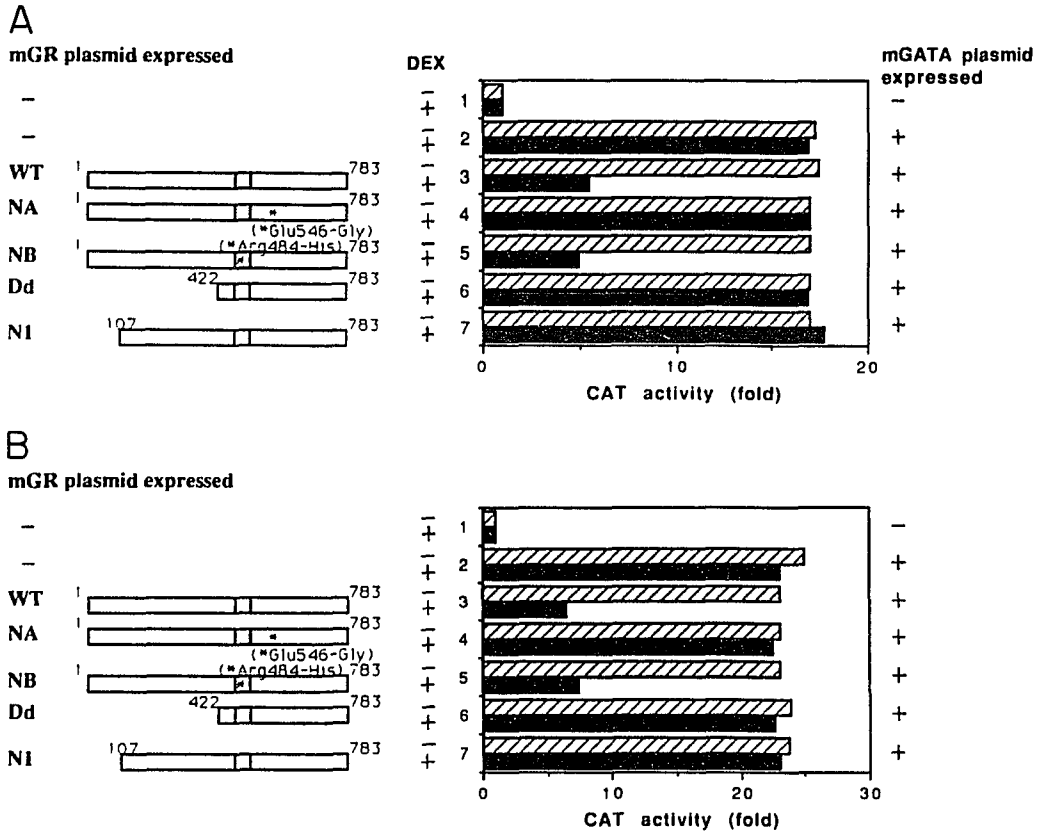 A
mGR plasmid expressed
DEX
mGATA plasmid
expressed
– – + 1 –
– – + 2 +
WT 1 783 – + 3 +
NA 1 * 783 – + 4 +
(*Glu546-Gly)
(*Arg484-His)
NB 1 * 783 – + 5 +
Dd 422 783 – + 6 +
N1 107 783 – + 7 +
0 10 20
CAT activity (fold)
B
mGR plasmid expressed
– – + 1 –
– – + 2 +
WT 1 783 – + 3 +
NA 1 * 783 – + 4 +
(*Glu546-Gly)
(*Arg484-His)
NB 1 * 783 – + 5 +
Dd 422 783 – + 6 +
N1 107 783 – + 7 +
0 10 20 30
CAT activity (fold)